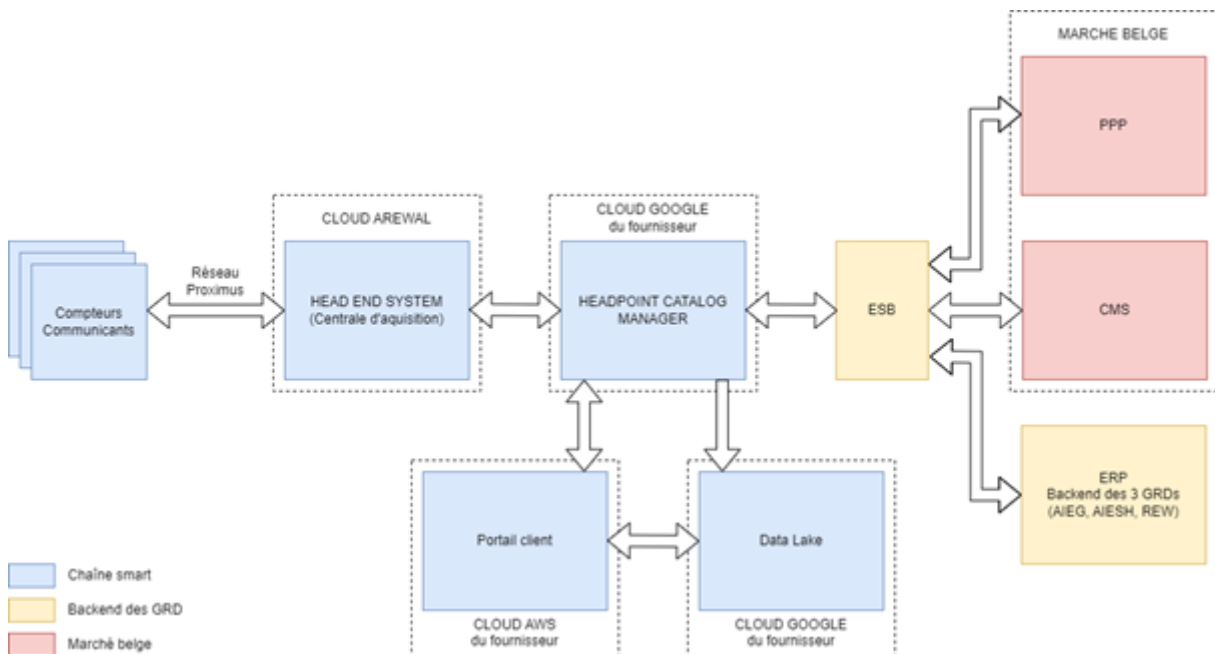 MARCHE BELGE
PPP
CLOUD AREWAL
CLOUD GOOGLE
du fournisseur
Réseau
Proximus
Compteurs
Communicants
HEAD END SYSTEM
(Centrale d'aquisition)
HEADPOINT CATALOG
MANAGER
ESB
CMS
ERP
Backend des 3 GRDs
(AIEG, AIESH, REW)
Portail client
Data Lake
CLOUD AWS
du fournisseur
CLOUD GOOGLE
du fournisseur
Chaîne smart
Backend des GRD
Marché belge